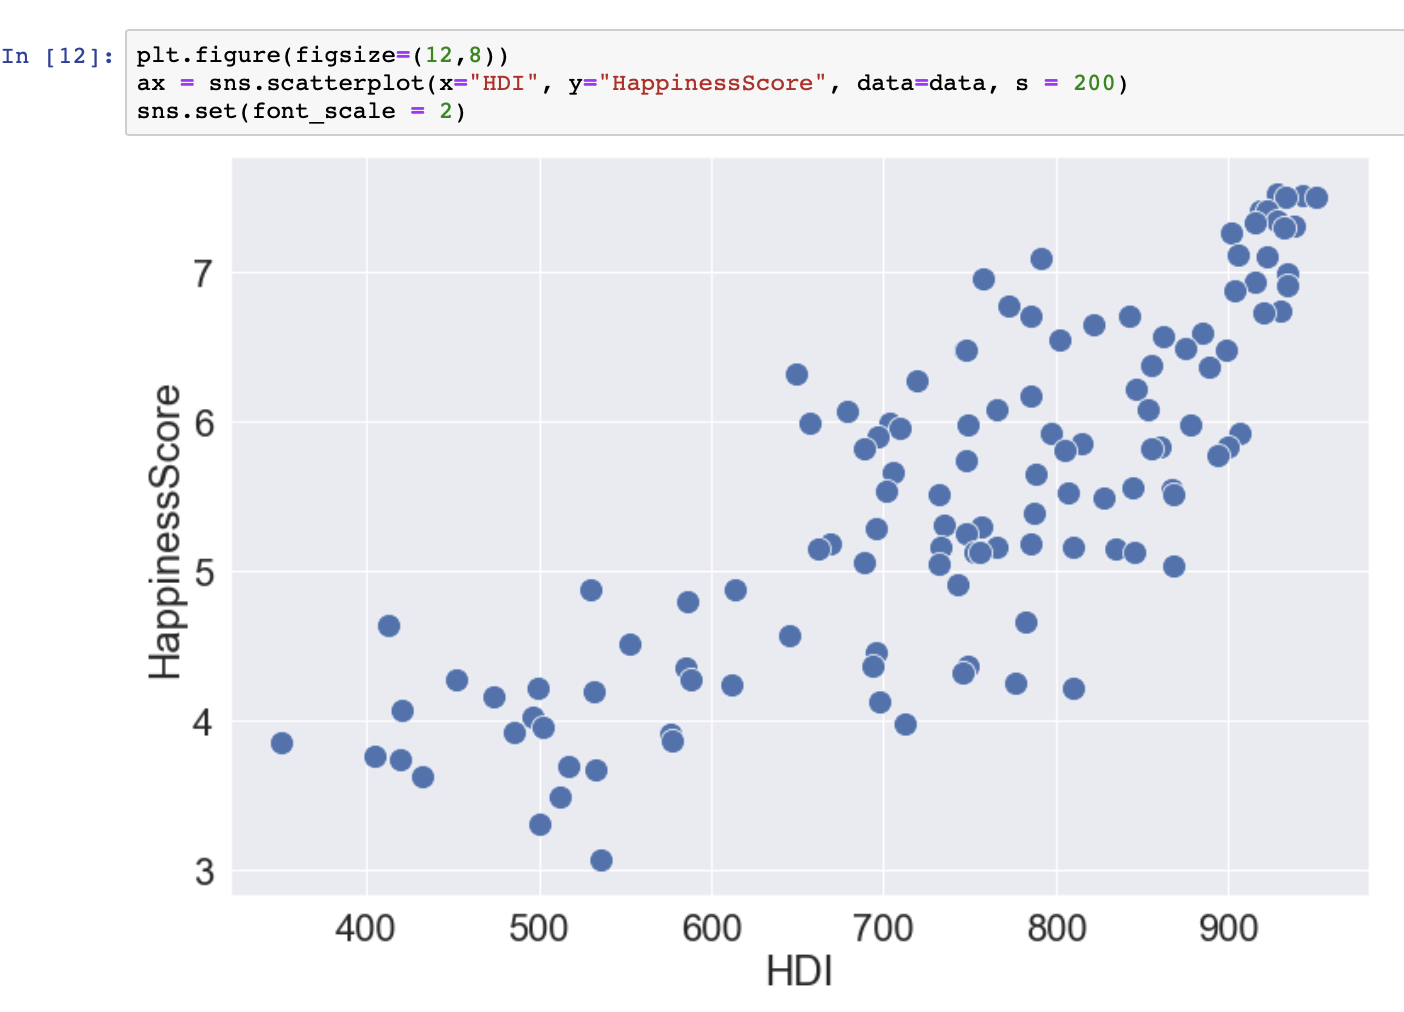 In [12]:
plt.figure(figsize=(12,8))
ax = sns.scatterplot(x="HDI", y="HappinessScore", data=data, s = 200)
sns.set(font_scale = 2)
HappinessScore
7
6
5
4
3
400 500 600 700 800 900
HDI